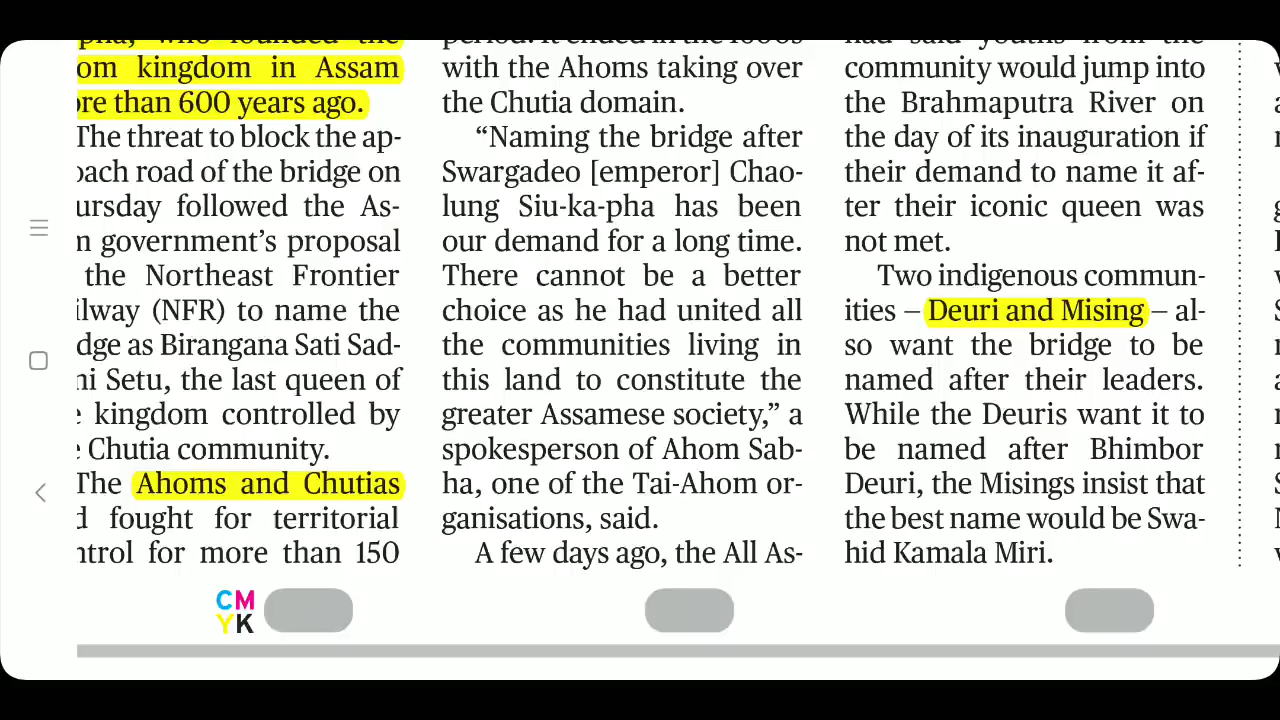 om kingdom in Assam
ore than 600 years ago.
The threat to block the ap-
oach road of the bridge on
ursday followed the As-
n government's proposal
the Northeast Frontier
ilway (NFR) to name the
dge as Birangana Sati Sad-
ni Setu, the last queen of
e kingdom controlled by
e Chutia community.
The Ahoms and Chutias
d fought for territorial
ntrol for more than 150
with the Ahoms taking over
the Chutia domain.
“Naming the bridge after
Swargadeo [emperor] Chao-
lung Siu-ka-pha has been
our demand for a long time.
There cannot be a better
choice as he had united all
the communities living in
this land to constitute the
greater Assamese society,” a
spokesperson of Ahom Sab-
ha, one of the Tai-Ahom or-
ganisations, said.
A few days ago, the All As-
had said youths from the
community would jump into
the Brahmaputra River on
the day of its inauguration if
their demand to name it af-
ter their iconic queen was
not met.
Two indigenous commun-
ities – Deuri and Mising – al-
so want the bridge to be
named after their leaders.
While the Deuris want it to
be named after Bhimbor
Deuri, the Misings insist that
the best name would be Swa-
hid Kamala Miri.
CM
YK